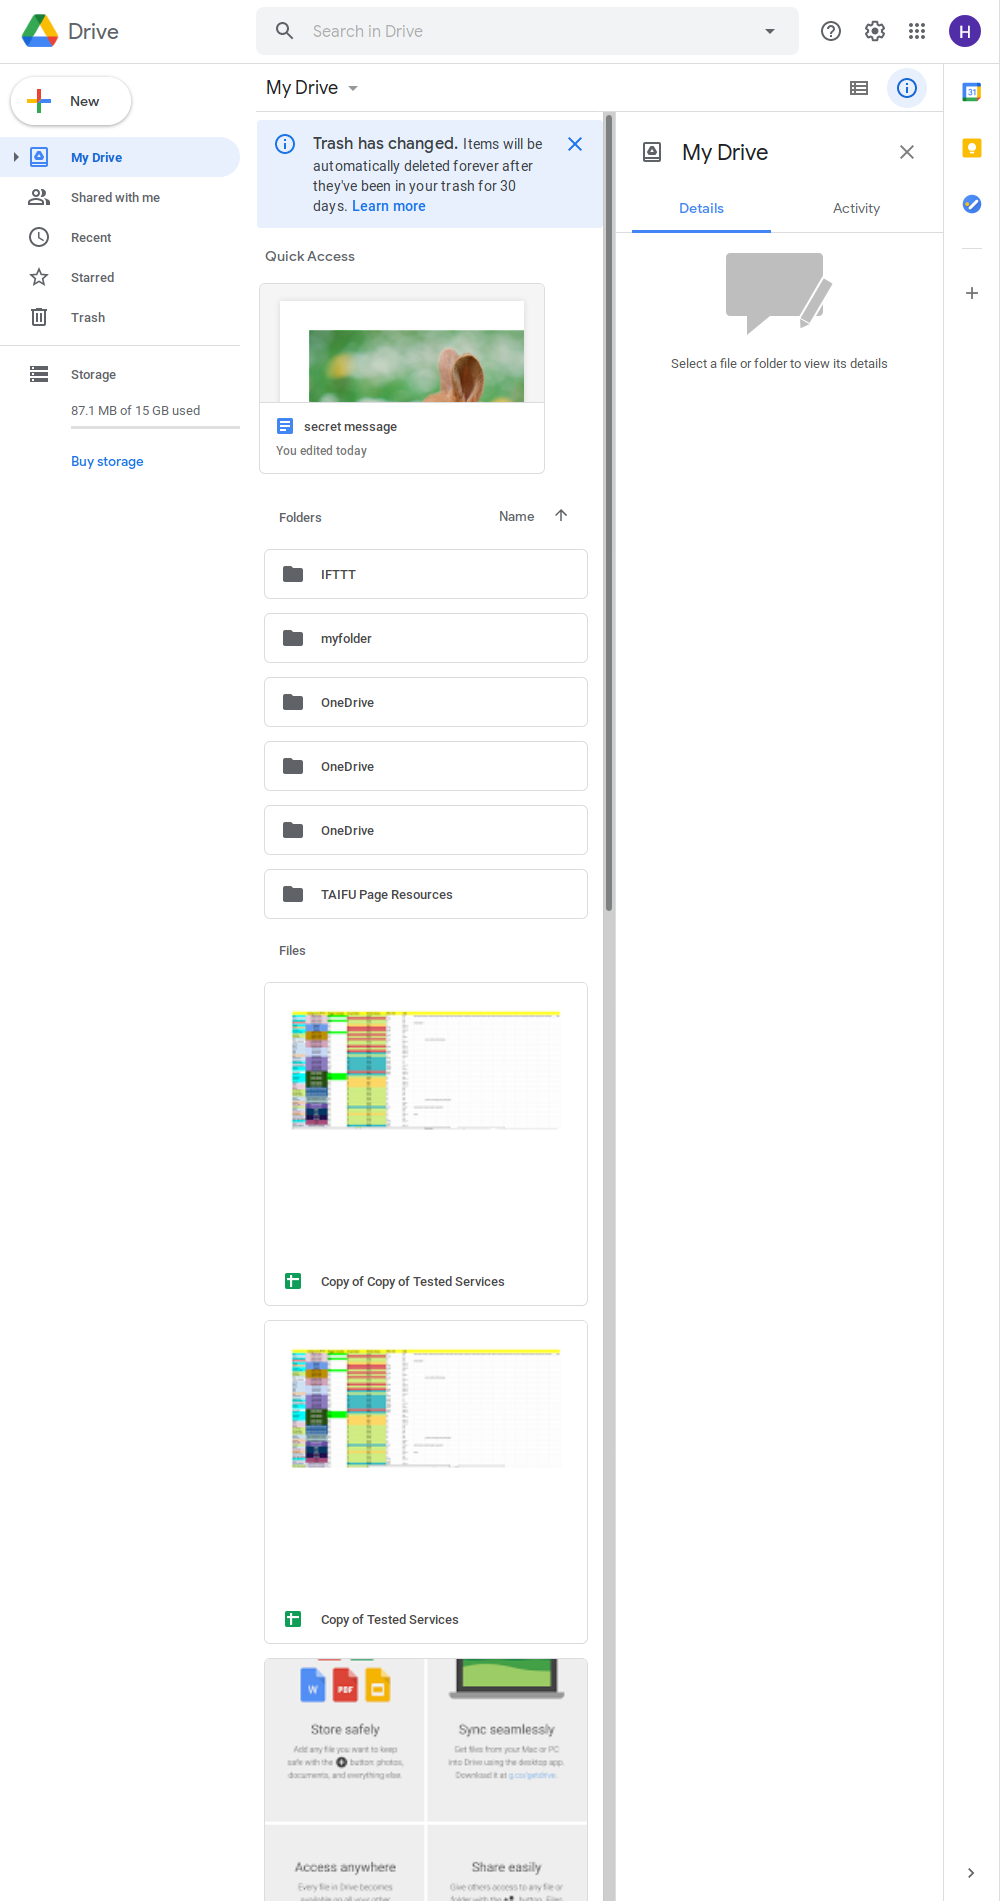 Drive
Search in Drive
H
New
My Drive
Shared with me
Recent
Starred
Trash
Storage
87.1 MB of 15 GB used
Buy storage
My Drive
Trash has changed. Items will be
automatically deleted forever after
they've been in your trash for 30
days. Learn more
Quick Access
secret message
You edited today
Folders
Name
IFTTT
myfolder
OneDrive
OneDrive
OneDrive
TAIFU Page Resources
Files
Copy of Copy of Tested Services
Copy of Tested Services
W
PDF
Store safely
Add any file you want to keep
safe with the button: photos,
documents, and everything else.
Sync seamlessly
Get files from your Mac or PC
into Drive using the desktop app.
Download it at g.co/getdrive.
Access anywhere
Every file in Drive becomes
available on all your other
Share easily
Give others access to any file or
folder with the button. Files
My Drive
Details
Activity
Select a file or folder to view its details
31